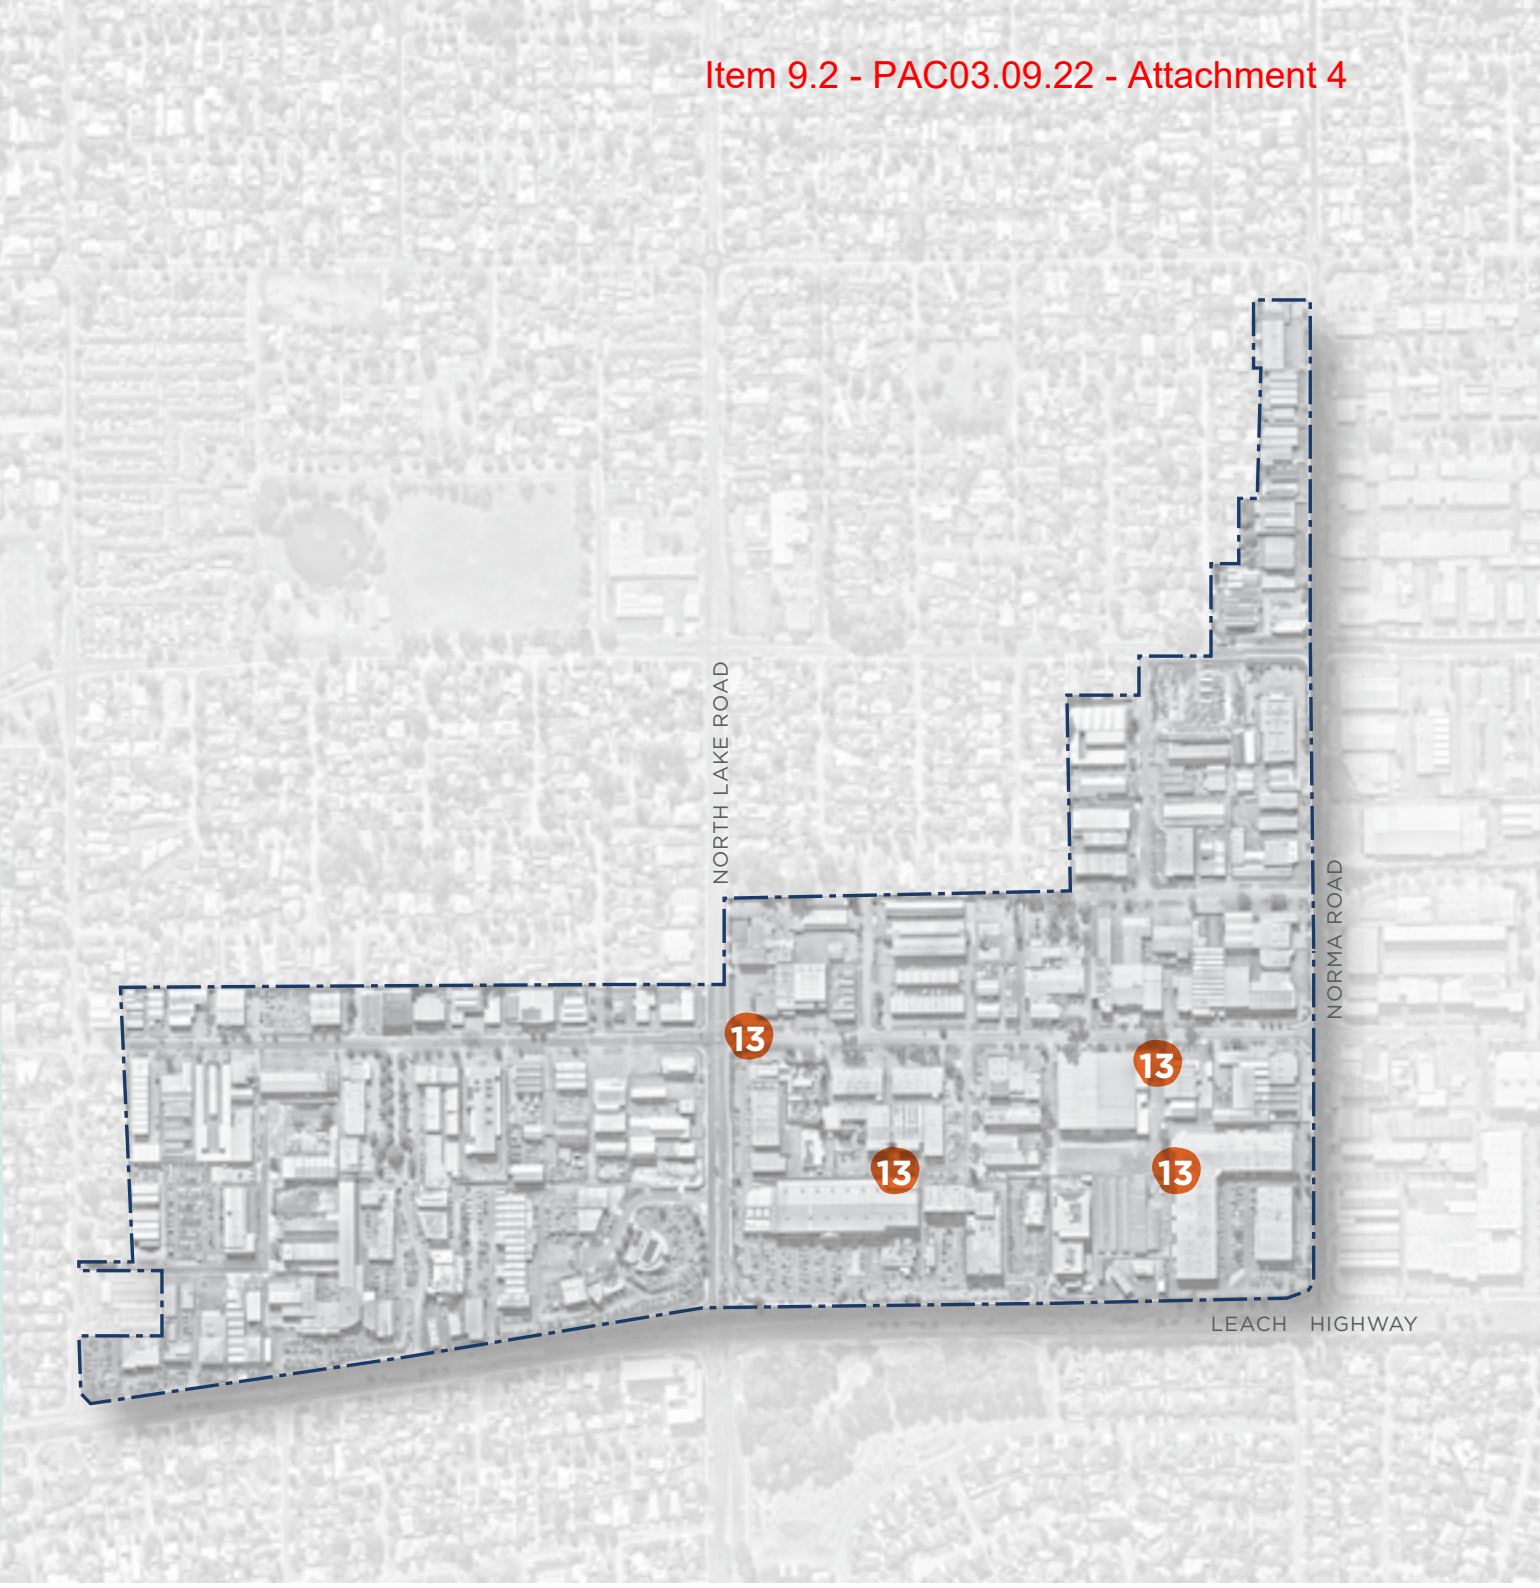 Item 9.2 - PAC03.09.22 - Attachment 4
NORTH LAKE ROAD
NORMA ROAD
13
13
13
13
LEACH HIGHWAY